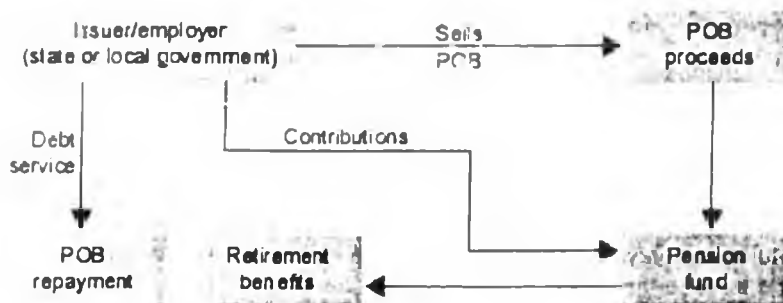 Issuer/employer
(state or local government)
Sells
POB
POB
proceeds
Debt
service
Contributions
POB
repayment
Retirement
benefits
Pension
fund